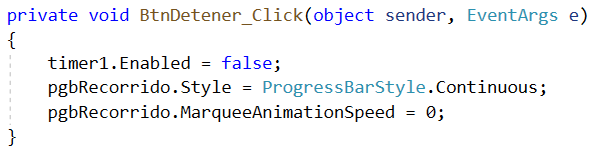 private void BtnDetener_Click(object sender, EventArgs e)
{
    timer1.Enabled = false;
    pgbRecorrido.Style = ProgressBarStyle.Continuous;
    pgbRecorrido.MarqueeAnimationSpeed = 0;
}